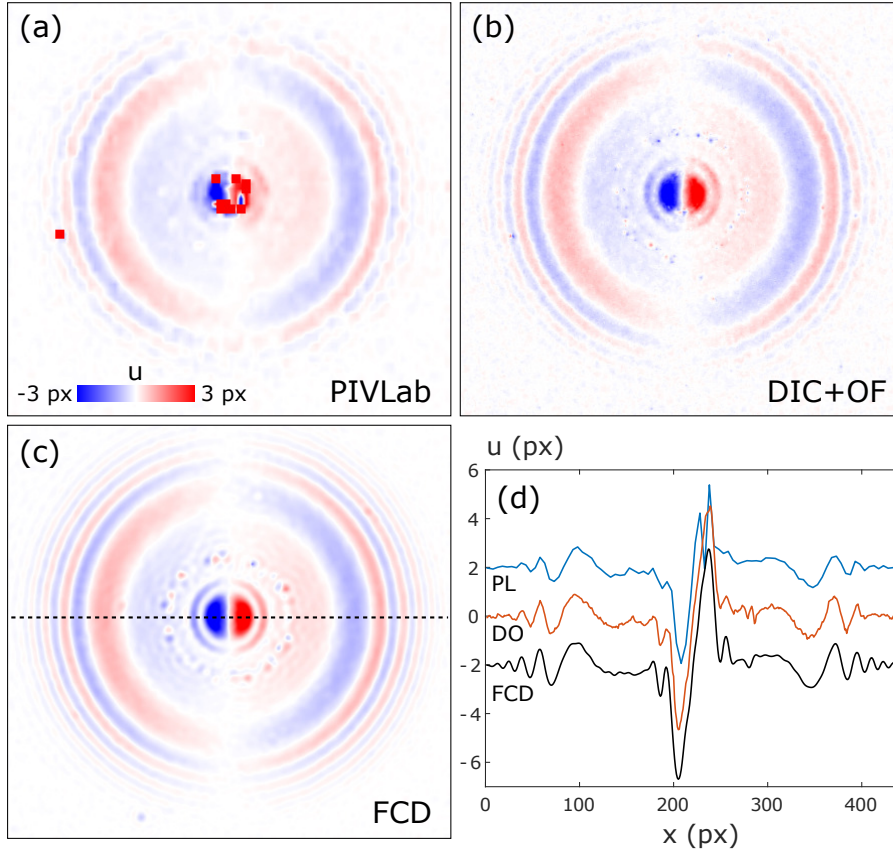 (a)
u
-3 px 3 px
PIVLab
(b)
DIC+OF
(c)
FCD
u (px)
(d)
6
4
2
0
-2
-4
-6
PL
DO
FCD
0 100 200 300 400
x (px)